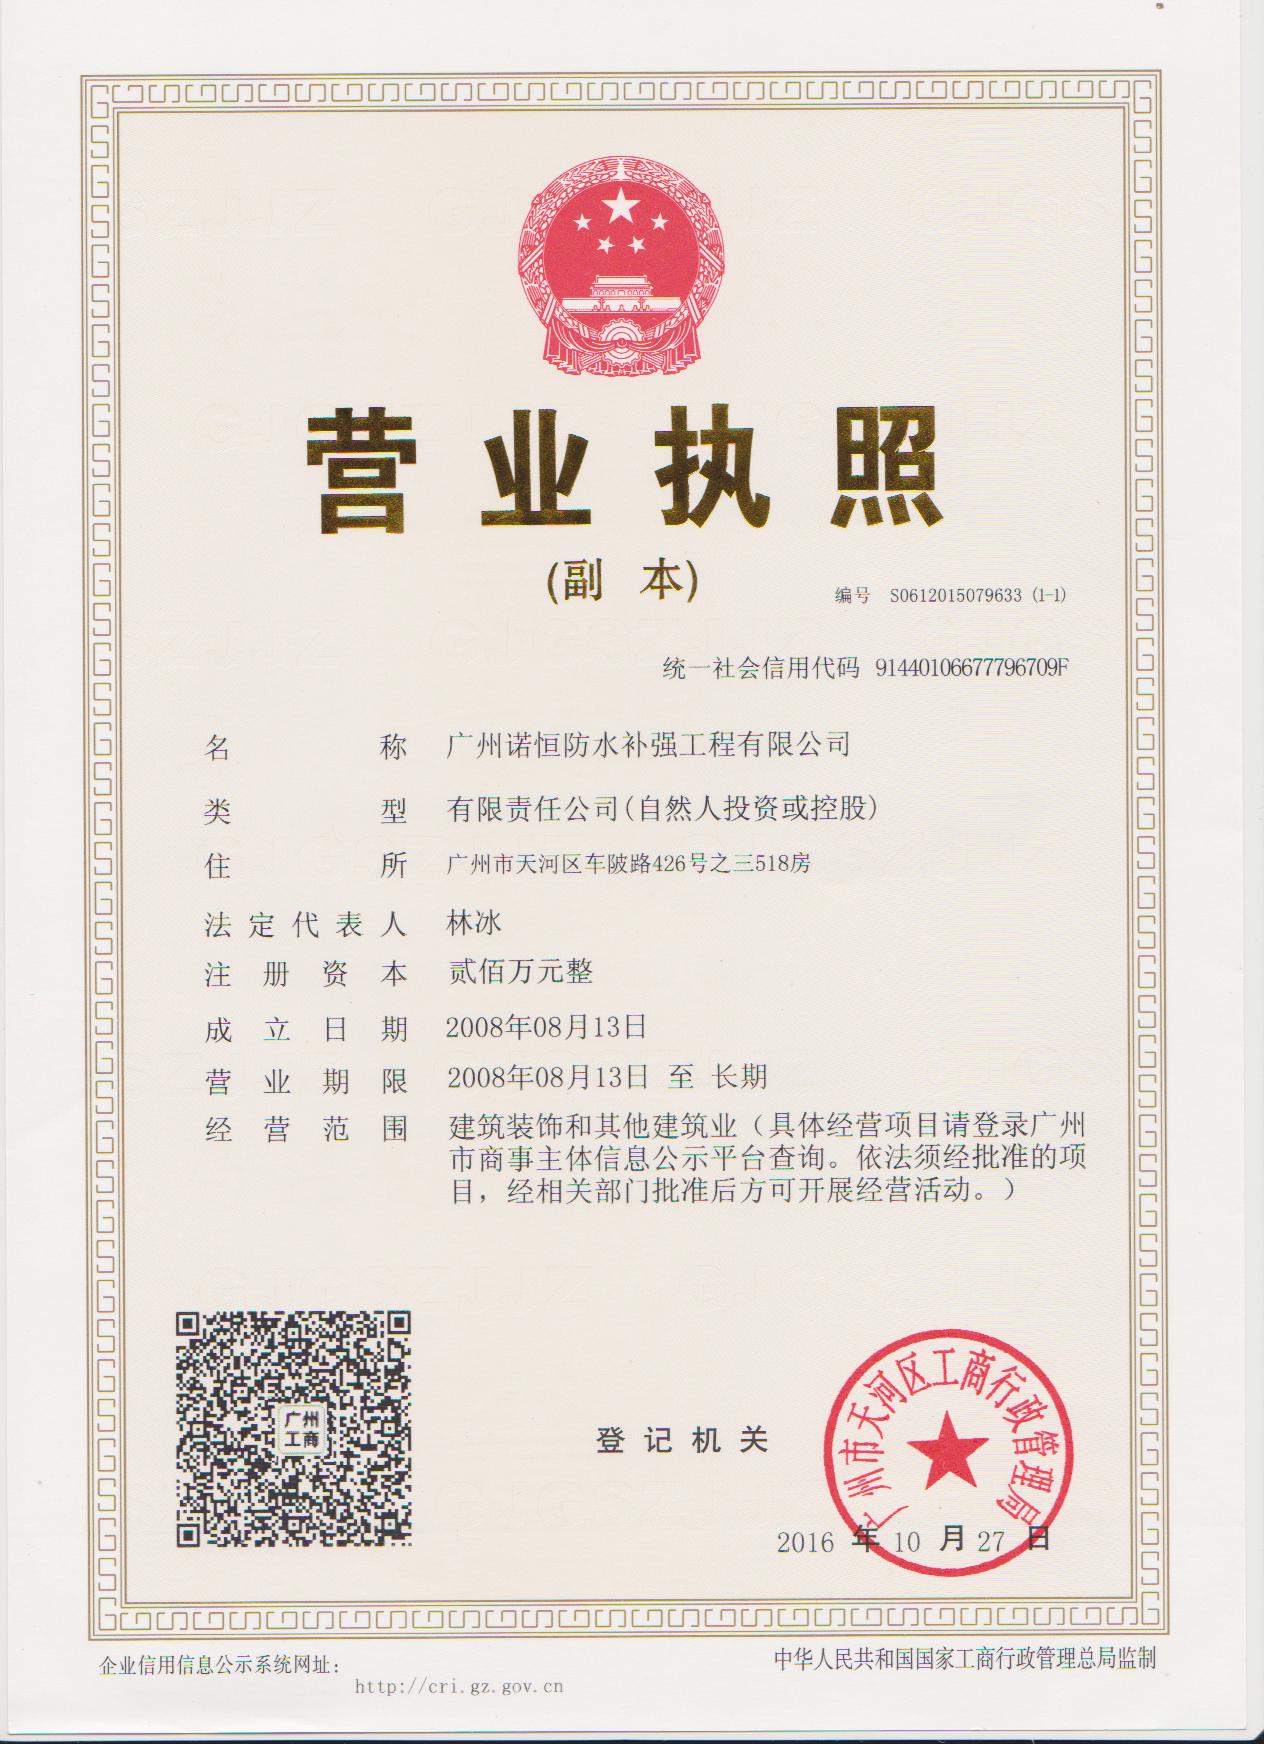 营业执照
(副 本)
编号 S0612015079633 (1-1)
统一社会信用代码 91440106677796709F
名称 广州诺恒防水补强工程有限公司
类型 有限责任公司(自然人投资或控股)
住所 广州市天河区车陂路426号之三518房
法定代表人 林冰
注册资本 贰佰万元整
成立日期 2008年08月13日
营业期限 2008年08月13日 至 长期
经营范围 建筑装饰和其他建筑业（具体经营项目请登录广州
市商事主体信息公示平台查询。依法须经批准的项
目，经相关部门批准后方可开展经营活动。）
广州
工商
登记机关
广州市天河区工商行政管理局
2016 年 10 月 27 日
企业信用信息公示系统网址：
http://cri.gz.gov.cn
中华人民共和国国家工商行政管理总局监制